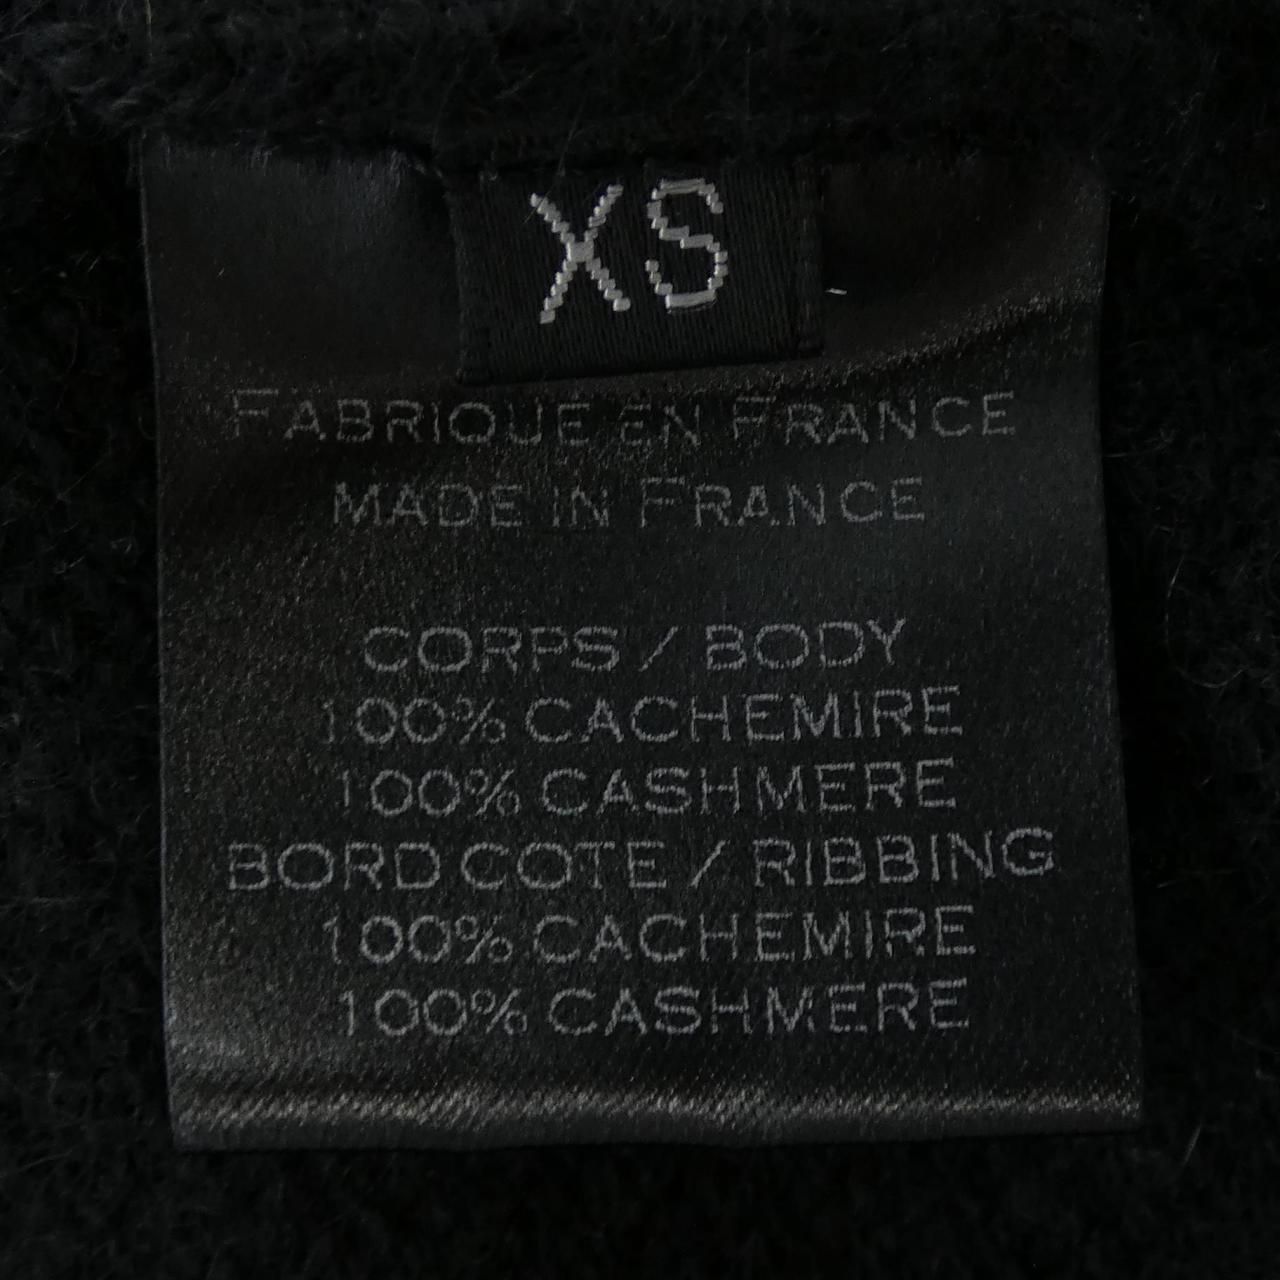 XS
FABRIQUÉ EN FRANCE
MADE IN FRANCE
CORPS / BODY
100% CACHEMIRE
100% CASHMERE
BORD COTE / RIBBING
100% CACHEMIRE
100% CASHMERE